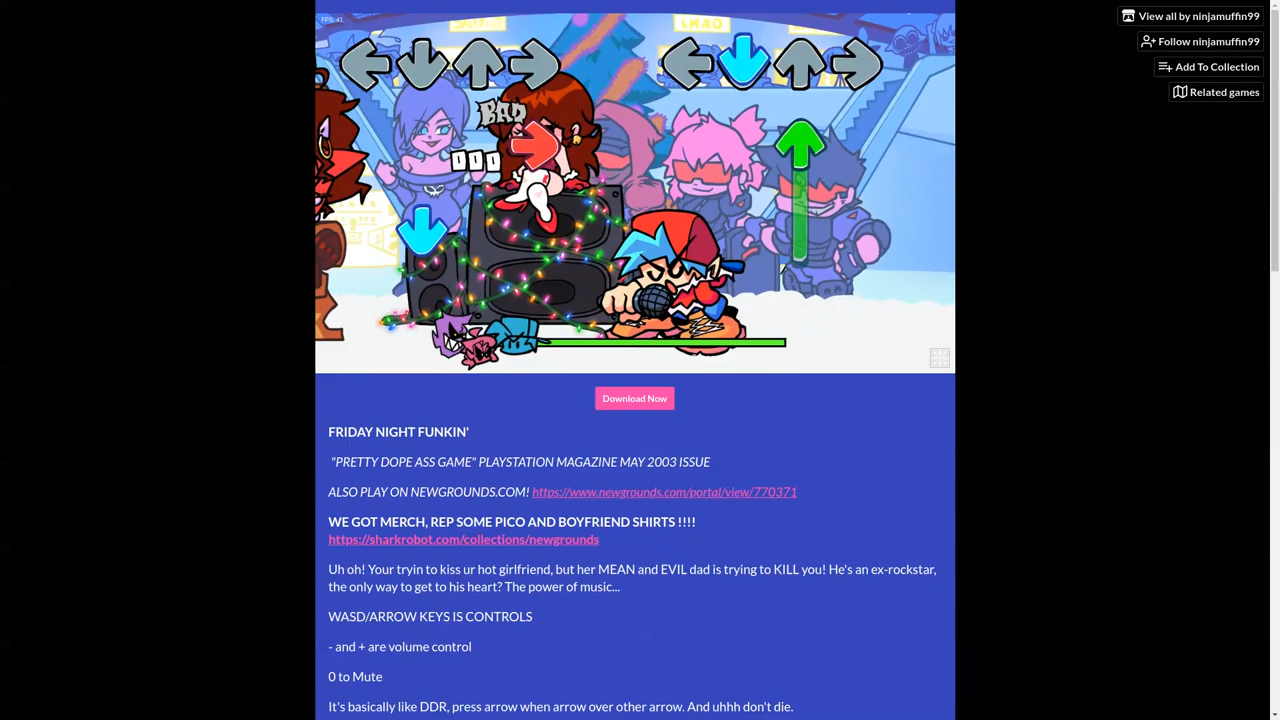 FPS: 41
LMAO
BAD
000
View all by ninjamuffin99
Follow ninjamuffin99
Add To Collection
Related games
Download Now
FRIDAY NIGHT FUNKIN'
"PRETTY DOPE ASS GAME" PLAYSTATION MAGAZINE MAY 2003 ISSUE
ALSO PLAY ON NEWGROUNDS.COM! https://www.newgrounds.com/portal/view/770371
WE GOT MERCH, REP SOME PICO AND BOYFRIEND SHIRTS !!!!
https://sharkrobot.com/collections/newgrounds
Uh oh! Your tryin to kiss ur hot girlfriend, but her MEAN and EVIL dad is trying to KILL you! He's an ex-rockstar,
the only way to get to his heart? The power of music...
WASD/ARROW KEYS IS CONTROLS
- and + are volume control
0 to Mute
It's basically like DDR, press arrow when arrow over other arrow. And uhhh don't die.